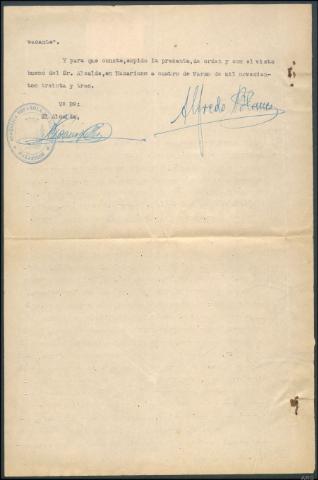 vacante".
Y para que conste, expido la presente, de orden y con el visto
bueno del Sr. Alcalde, en Mazarrón a cuatro de Marzo de mil novecien-
tos treinta y tres.
Vº Bº:
El Alcalde,
Alfredo Blanco